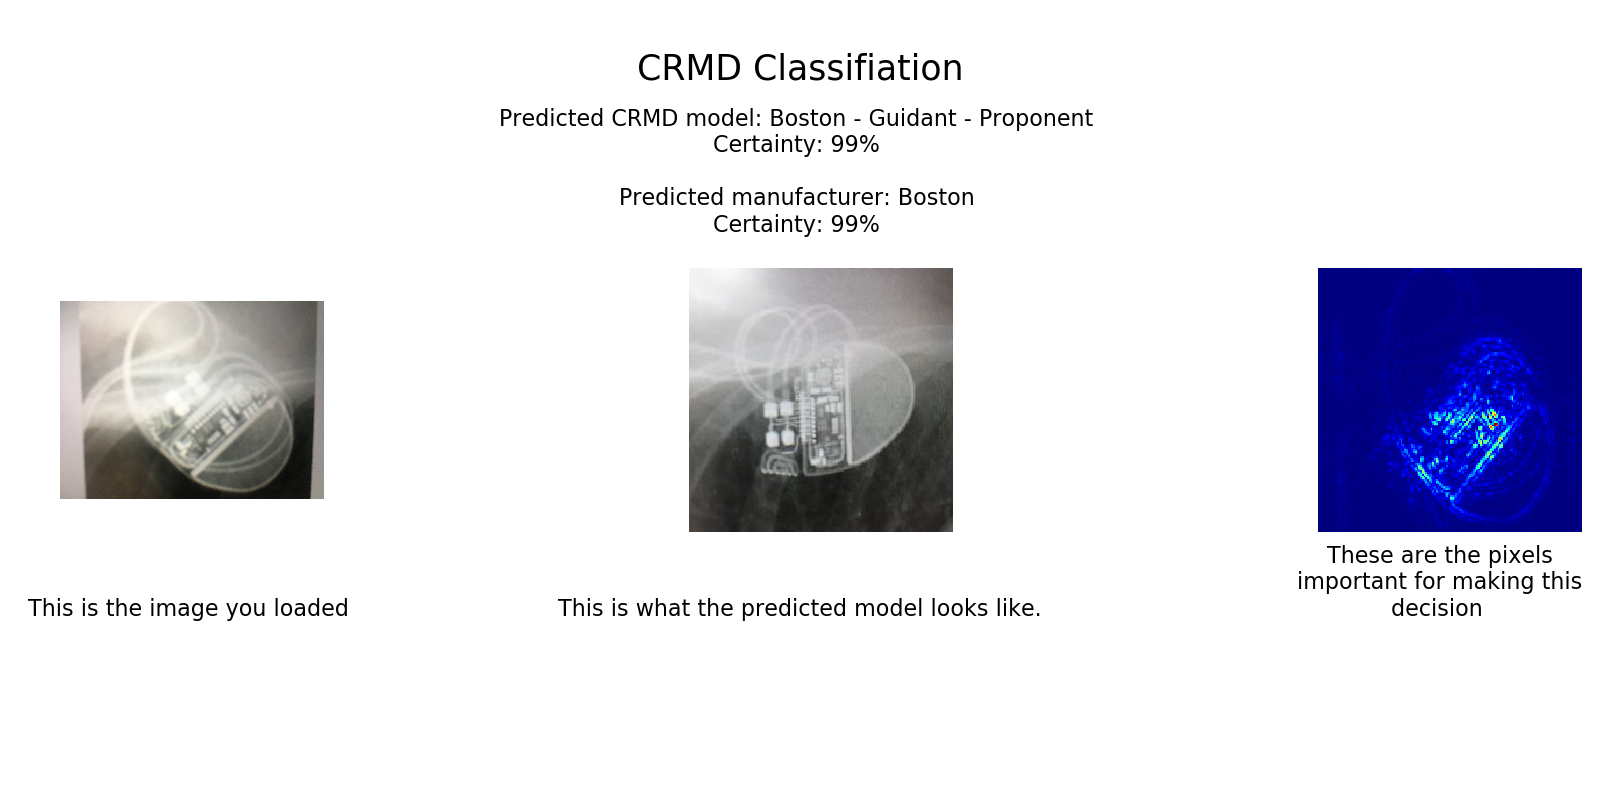 CRMD Classifiation
Predicted CRMD model: Boston - Guidant - Proponent
Certainty: 99%
Predicted manufacturer: Boston
Certainty: 99%
This is the image you loaded
This is what the predicted model looks like.
These are the pixels
important for making this
decision